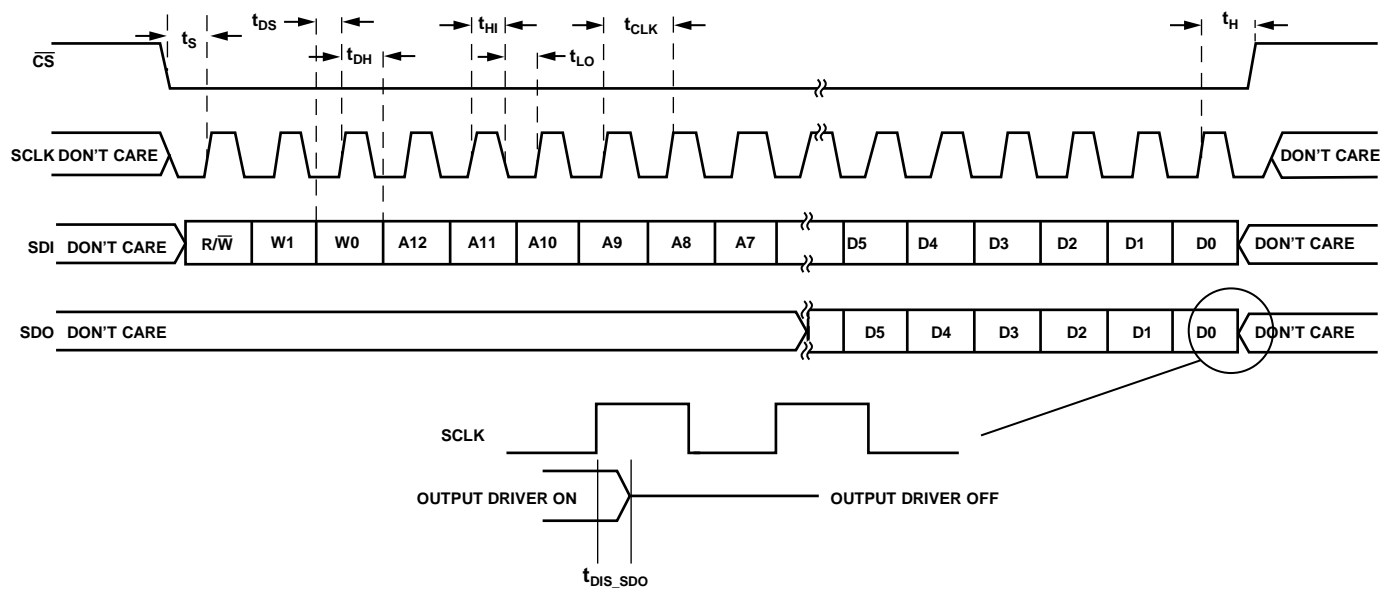 tS tDS tDH tHI tLO tCLK tH
C̅S̅
SCLK DON'T CARE DON'T CARE
SDI DON'T CARE R/W̅ W1 W0 A12 A11 A10 A9 A8 A7 D5 D4 D3 D2 D1 D0 DON'T CARE
SDO DON'T CARE D5 D4 D3 D2 D1 D0 DON'T CARE
SCLK
OUTPUT DRIVER ON OUTPUT DRIVER OFF
tDIS_SDO